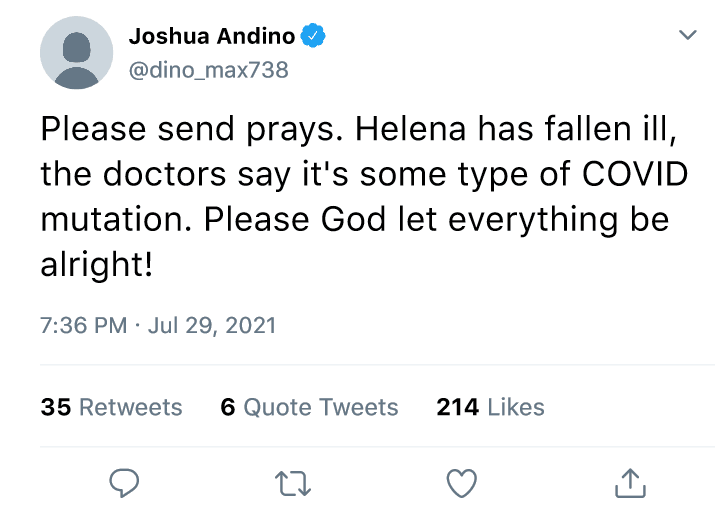 Joshua Andino
@dino_max738
Please send prays. Helena has fallen ill,
the doctors say it's some type of COVID
mutation. Please God let everything be
alright!
7:36 PM · Jul 29, 2021
35 Retweets 6 Quote Tweets 214 Likes